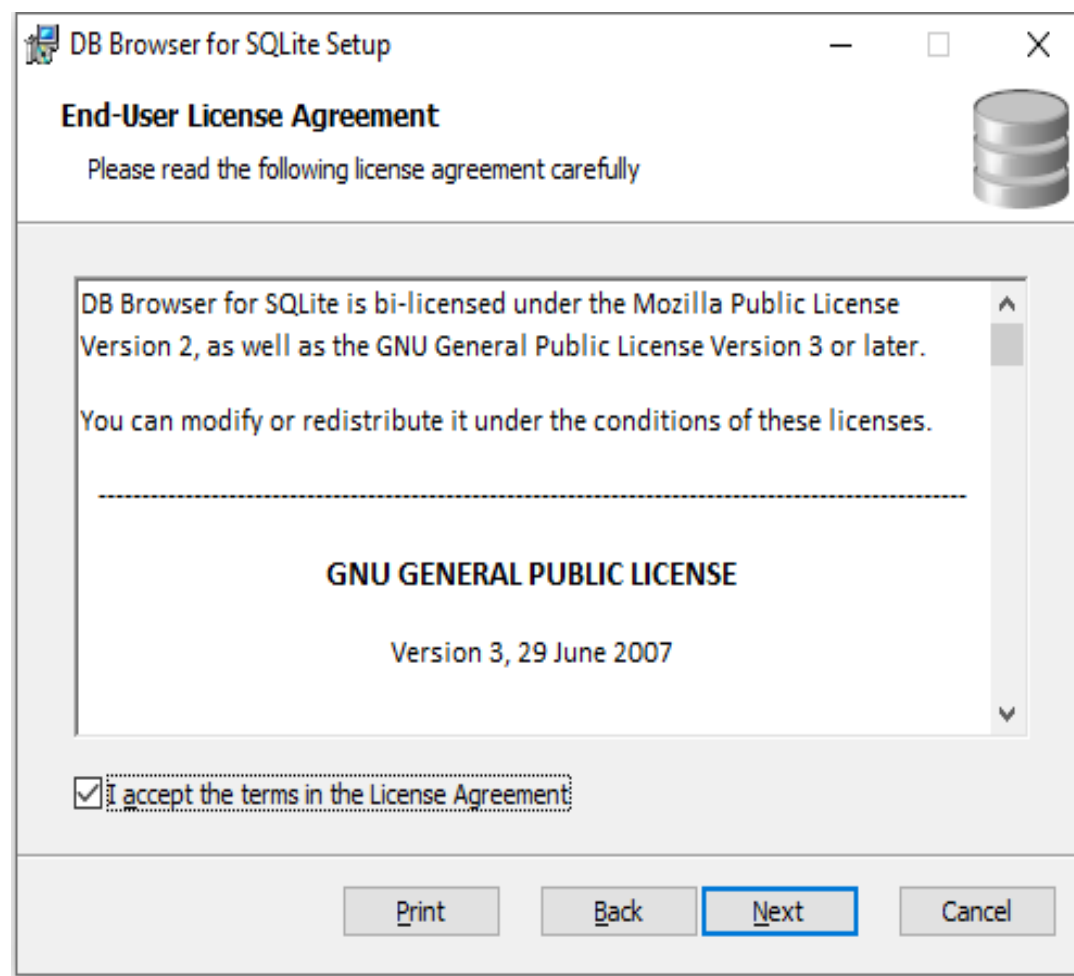 DB Browser for SQLite Setup
End-User License Agreement
Please read the following license agreement carefully
DB Browser for SQLite is bi-licensed under the Mozilla Public License
Version 2, as well as the GNU General Public License Version 3 or later.
You can modify or redistribute it under the conditions of these licenses.
--------------------------------------------------------------------------------------------------
GNU GENERAL PUBLIC LICENSE
Version 3, 29 June 2007
I accept the terms in the License Agreement
Print Back Next Cancel